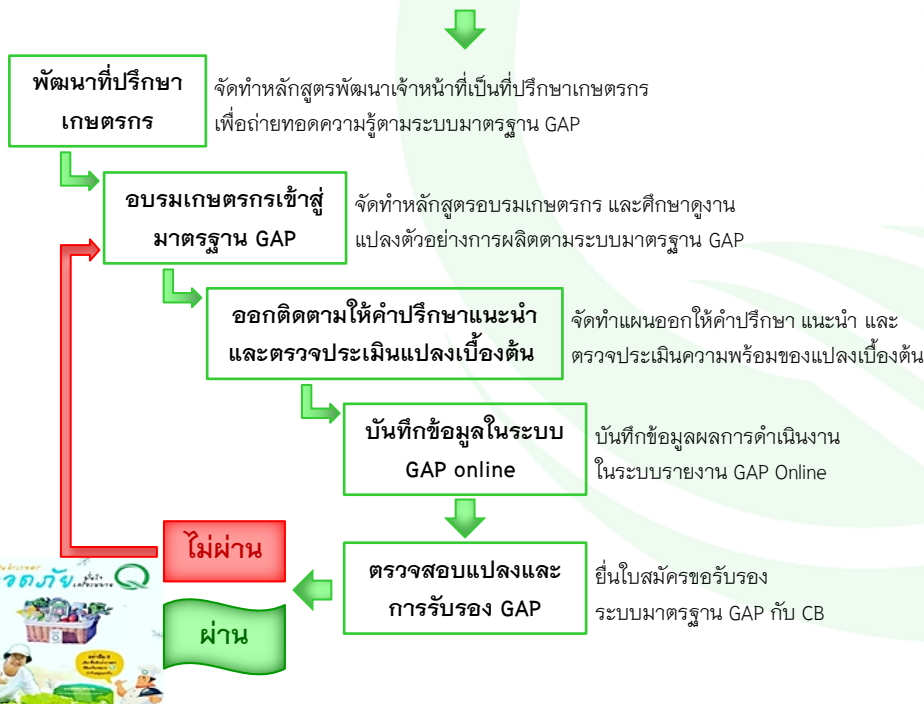 พัฒนาที่ปรึกษา
เกษตรกร
จัดทำหลักสูตรพัฒนาเจ้าหน้าที่เป็นที่ปรึกษาเกษตรกร
เพื่อถ่ายทอดความรู้ตามระบบมาตรฐาน GAP
อบรมเกษตรกรเข้าสู่
มาตรฐาน GAP
จัดทำหลักสูตรอบรมเกษตรกร และศึกษาดูงาน
แปลงตัวอย่างการผลิตตามระบบมาตรฐาน GAP
ออกติดตามให้คำปรึกษาแนะนำ
และตรวจประเมินแปลงเบื้องต้น
จัดทำแผนออกให้คำปรึกษา แนะนำ และ
ตรวจประเมินความพร้อมของแปลงเบื้องต้น
บันทึกข้อมูลในระบบ
GAP online
บันทึกข้อมูลผลการดำเนินงาน
ในระบบรายงาน GAP Online
ไม่ผ่าน
ผ่าน
ตรวจสอบแปลงและ
การรับรอง GAP
ยื่นใบสมัครขอรับรอง
ระบบมาตรฐาน GAP กับ CB
Q